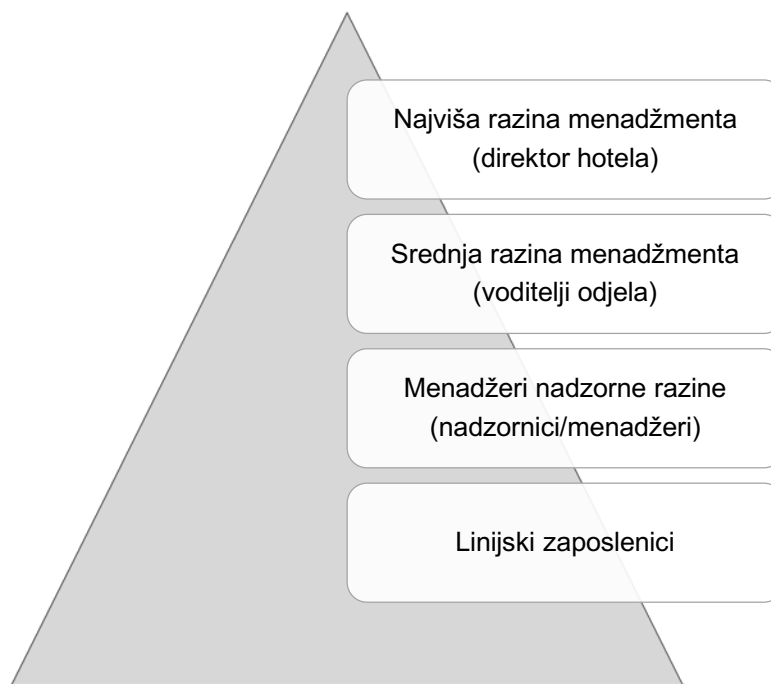 Najviša razina menadžmenta
(direktor hotela)
Srednja razina menadžmenta
(voditelji odjela)
Menadžeri nadzorne razine
(nadzornici/menadžeri)
Linijski zaposlenici